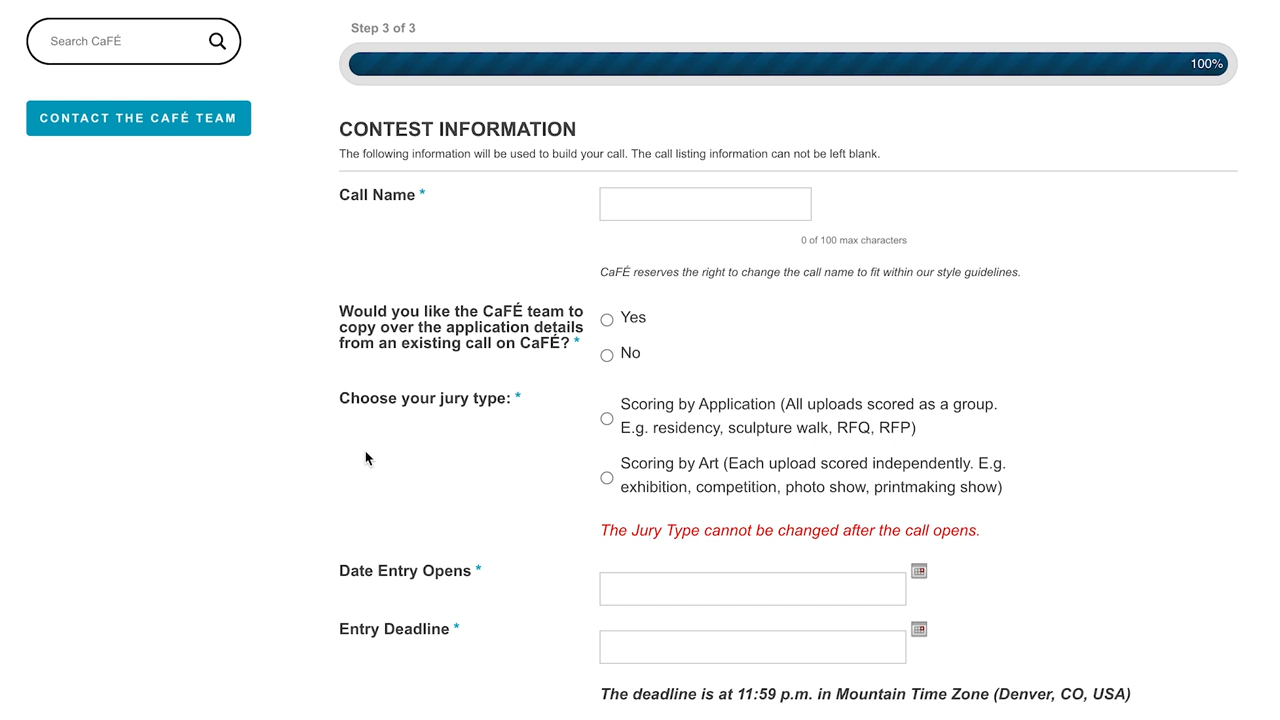 Search CaFÉ
CONTACT THE CAFÉ TEAM
Step 3 of 3
100%
CONTEST INFORMATION
The following information will be used to build your call. The call listing information can not be left blank.
Call Name *
0 of 100 max characters
CaFÉ reserves the right to change the call name to fit within our style guidelines.
Would you like the CaFÉ team to
copy over the application details
from an existing call on CaFÉ? *
Yes
No
Choose your jury type: *
Scoring by Application (All uploads scored as a group.
E.g. residency, sculpture walk, RFQ, RFP)
Scoring by Art (Each upload scored independently. E.g.
exhibition, competition, photo show, printmaking show)
The Jury Type cannot be changed after the call opens.
Date Entry Opens *
Entry Deadline *
The deadline is at 11:59 p.m. in Mountain Time Zone (Denver, CO, USA)